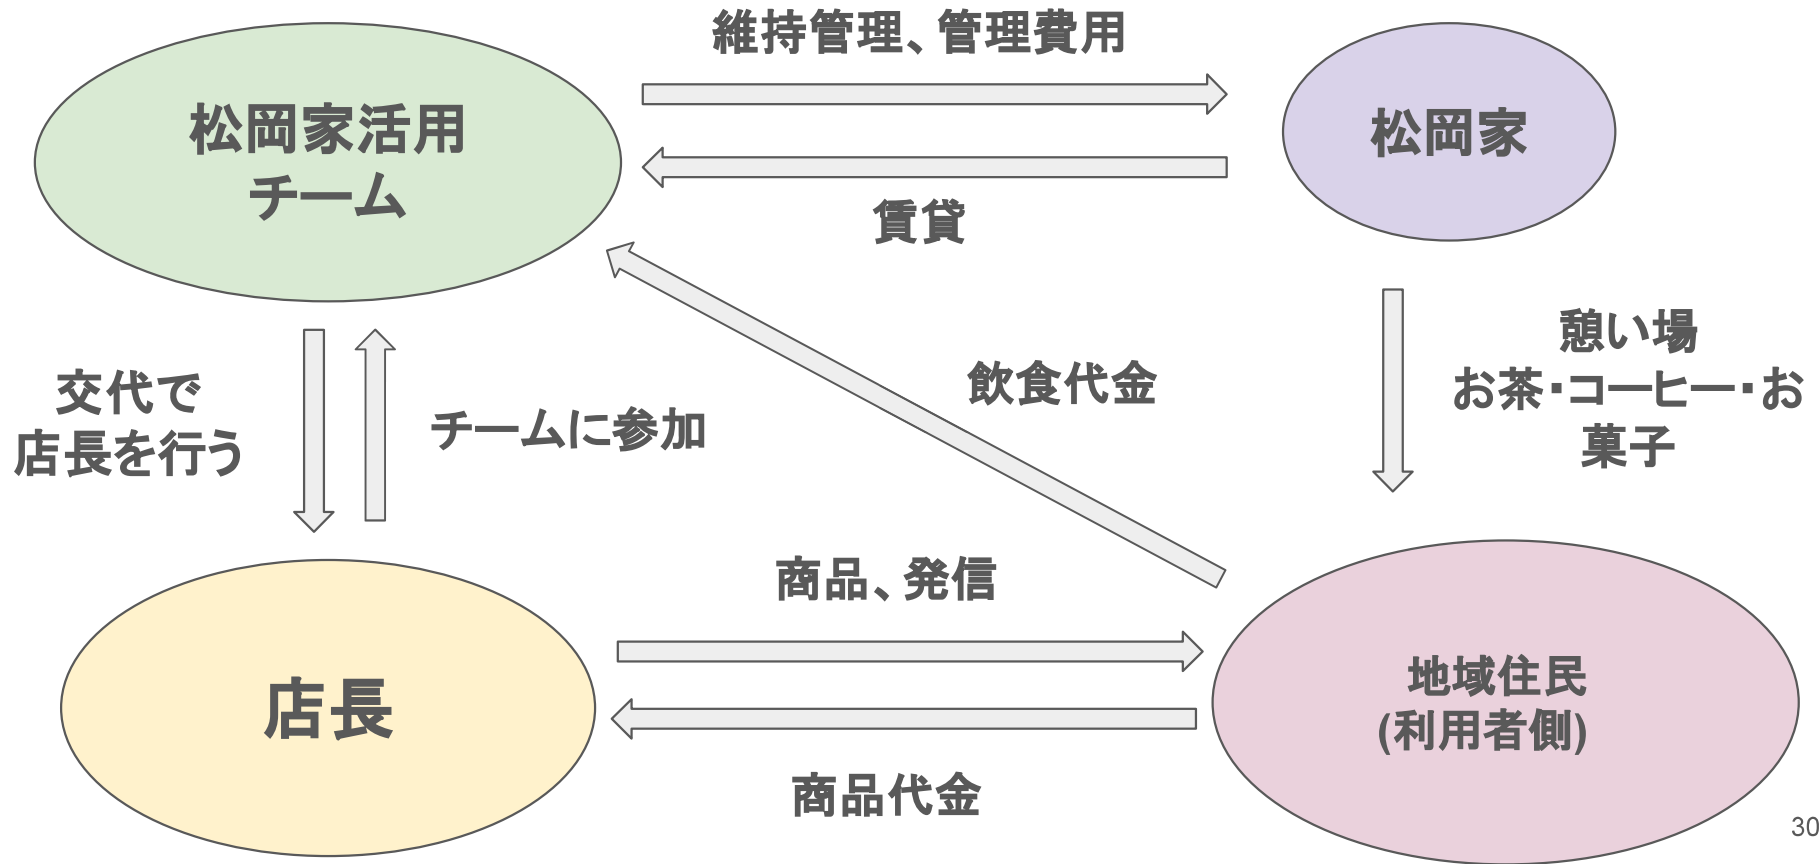 維持管理、管理費用
松岡家活用
チーム
松岡家
賃貸
憩い場
お茶・コーヒー・お
菓子
飲食代金
交代で
店長を行う
チームに参加
商品、発信
店長
地域住民
(利用者側)
商品代金
30